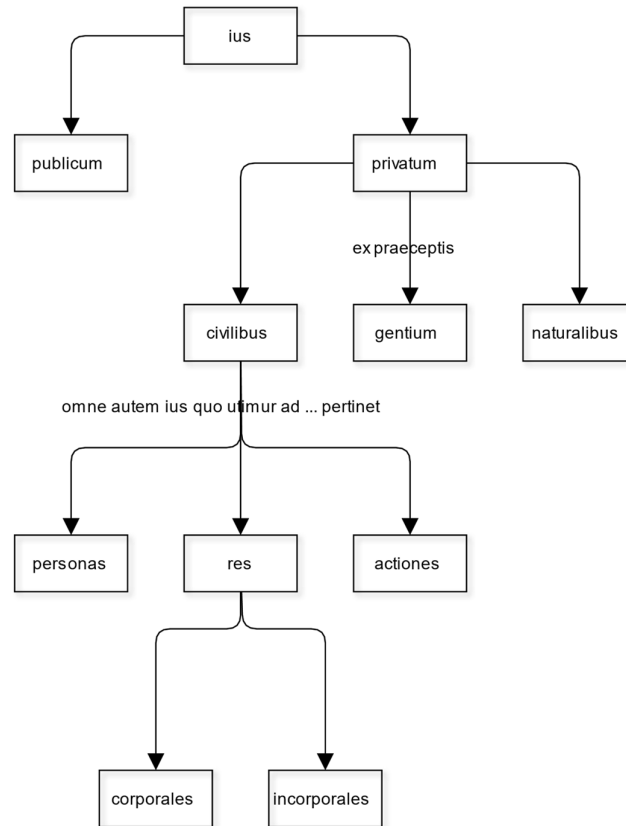 ius
publicum
privatum
ex praeceptis
civilibus
gentium
naturalibus
omne autem ius quo utimur ad ... pertinet
personas
res
actiones
corporales
incorporales